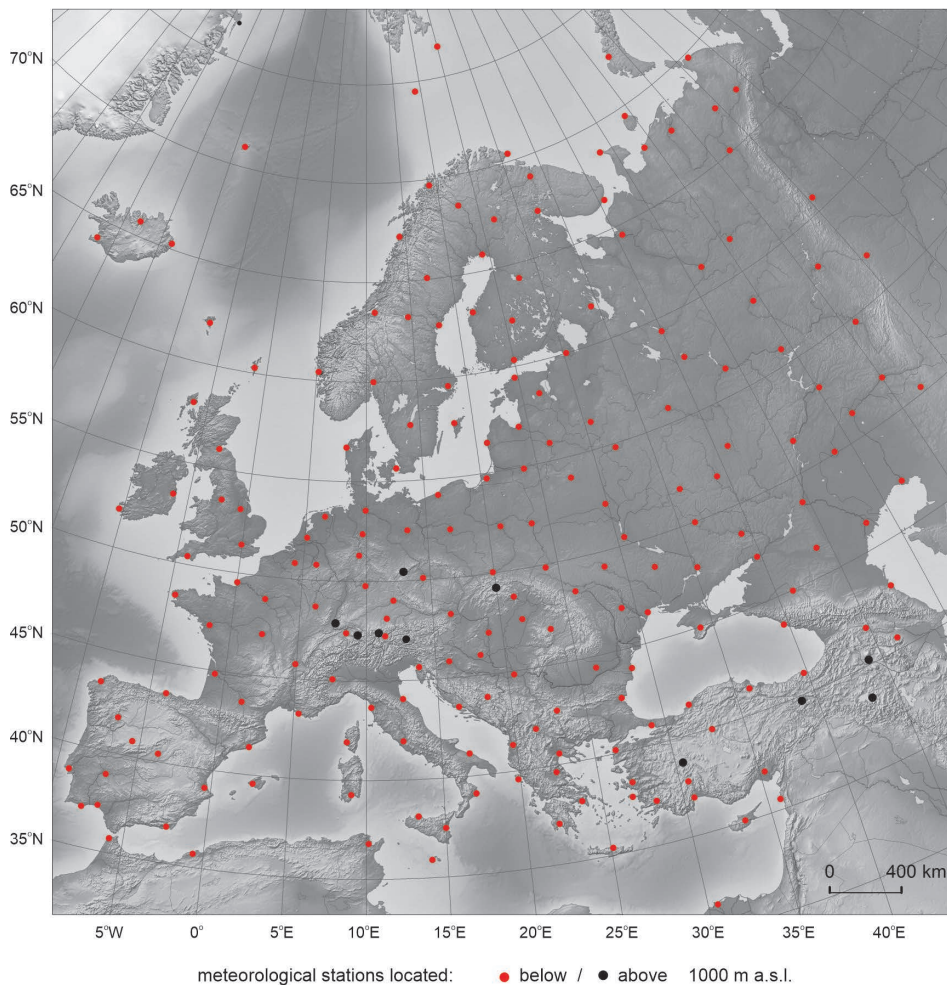 70°N
65°N
60°N
55°N
50°N
45°N
40°N
35°N
0 400 km
5°W 0°E 5°E 10°E 15°E 20°E 25°E 30°E 35°E 40°E
meteorological stations located: below / above 1000 m a.s.l.